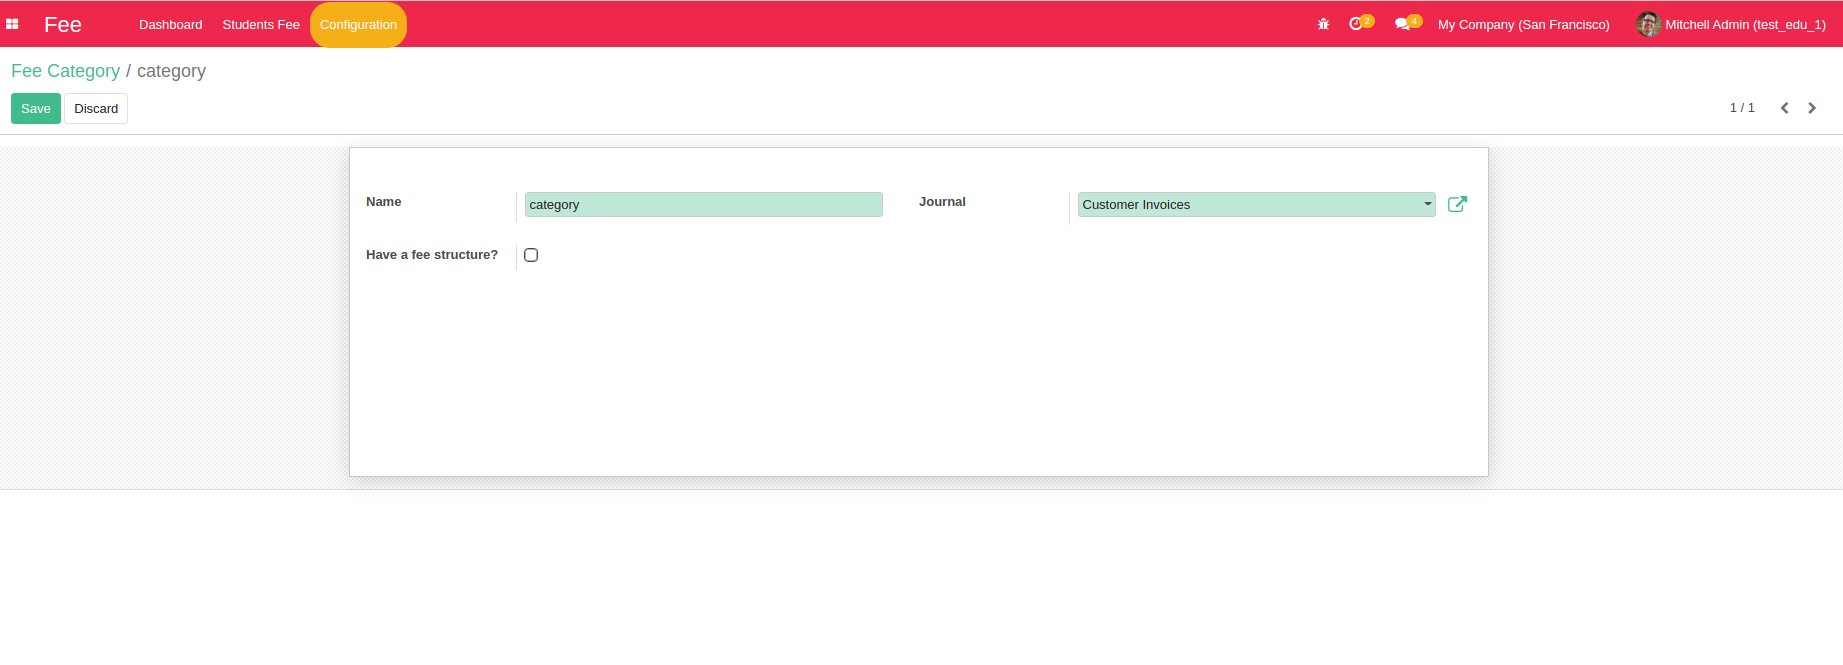 Fee Dashboard Students Fee Configuration 2 4 My Company (San Francisco) Mitchell Admin (test_edu_1)
Fee Category / category
Save Discard 1 / 1
Name category Journal Customer Invoices
Have a fee structure?